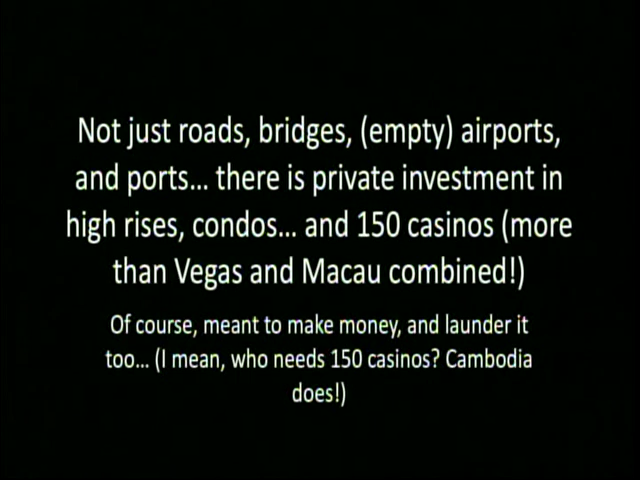 Not just roads, bridges, (empty) airports,
and ports... there is private investment in
high rises, condos... and 150 casinos (more
than Vegas and Macau combined!)
Of course, meant to make money, and launder it
too... (I mean, who needs 150 casinos? Cambodia
does!)